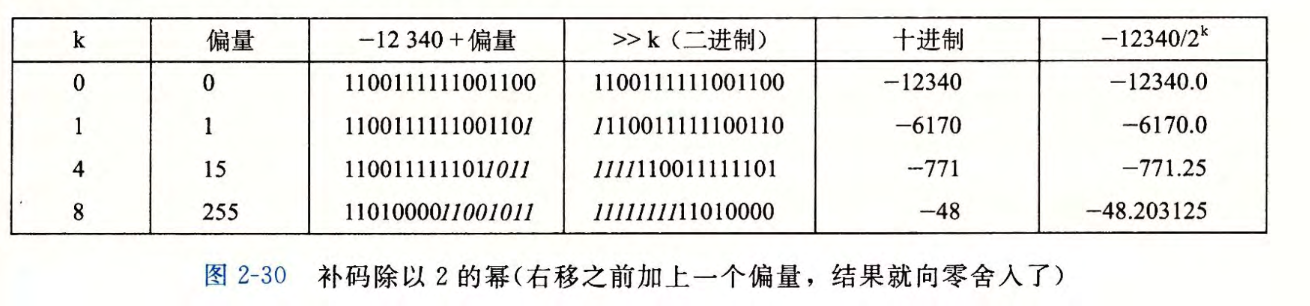 k 偏量 −12 340 + 偏量 >> k（二进制） 十进制 −12340/2ᵏ
0 0 1100111111001100 1100111111001100 −12340 −12340.0
1 1 1100111111001101 1110011111100110 −6170 −6170.0
4 15 1100111111011011 1111110011111101 −771 −771.25
8 255 1101000011001011 1111111111010000 −48 −48.203125
图 2-30 补码除以 2 的幂(右移之前加上一个偏量，结果就向零舍入了)